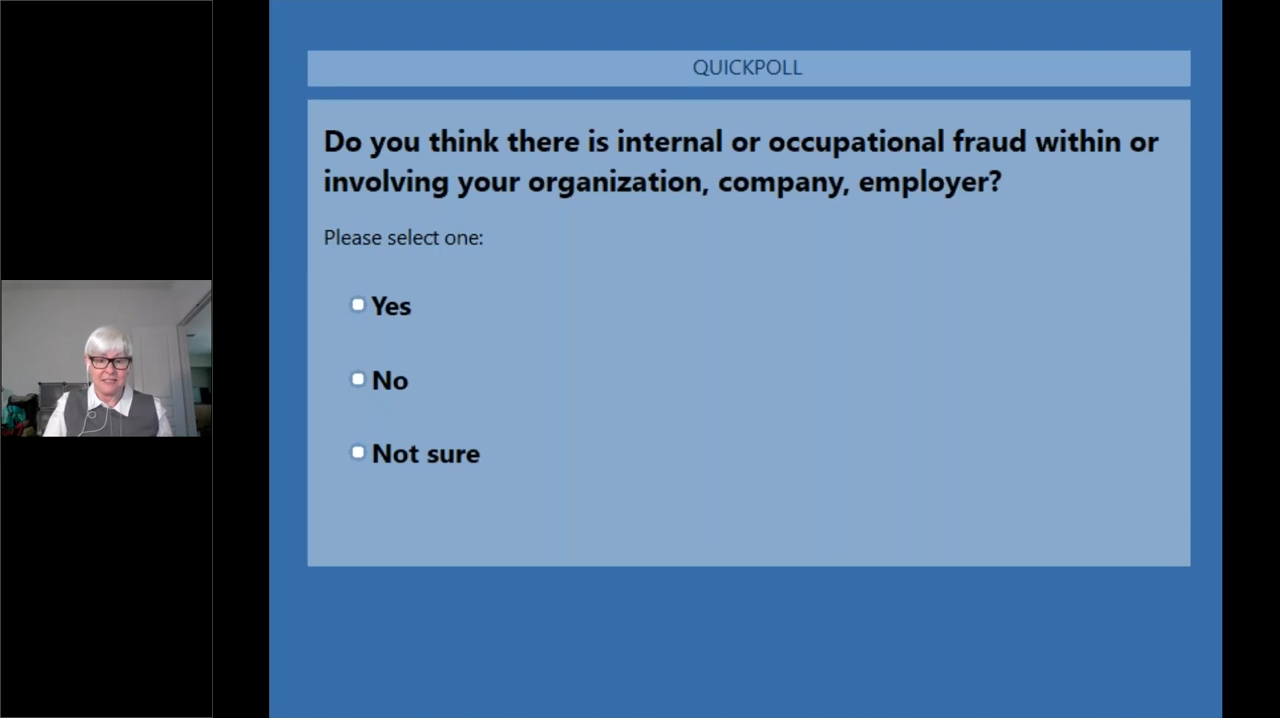 QUICKPOLL
Do you think there is internal or occupational fraud within or
involving your organization, company, employer?
Please select one:
Yes
No
Not sure